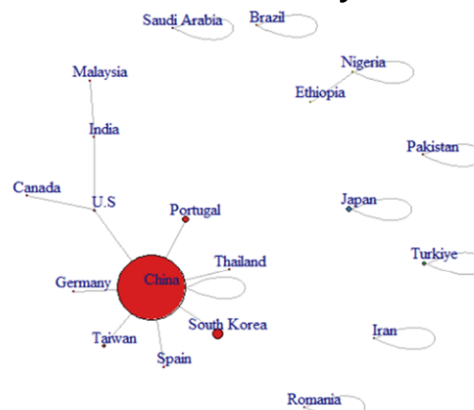 Saudi Arabia
Brazil
Malaysia
Nigeria
Ethiopia
India
Pakistan
Canada
U.S
Portugal
Japan
Thailand
Turkiye
Germany
China
South Korea
Taiwan
Iran
Spain
Romania